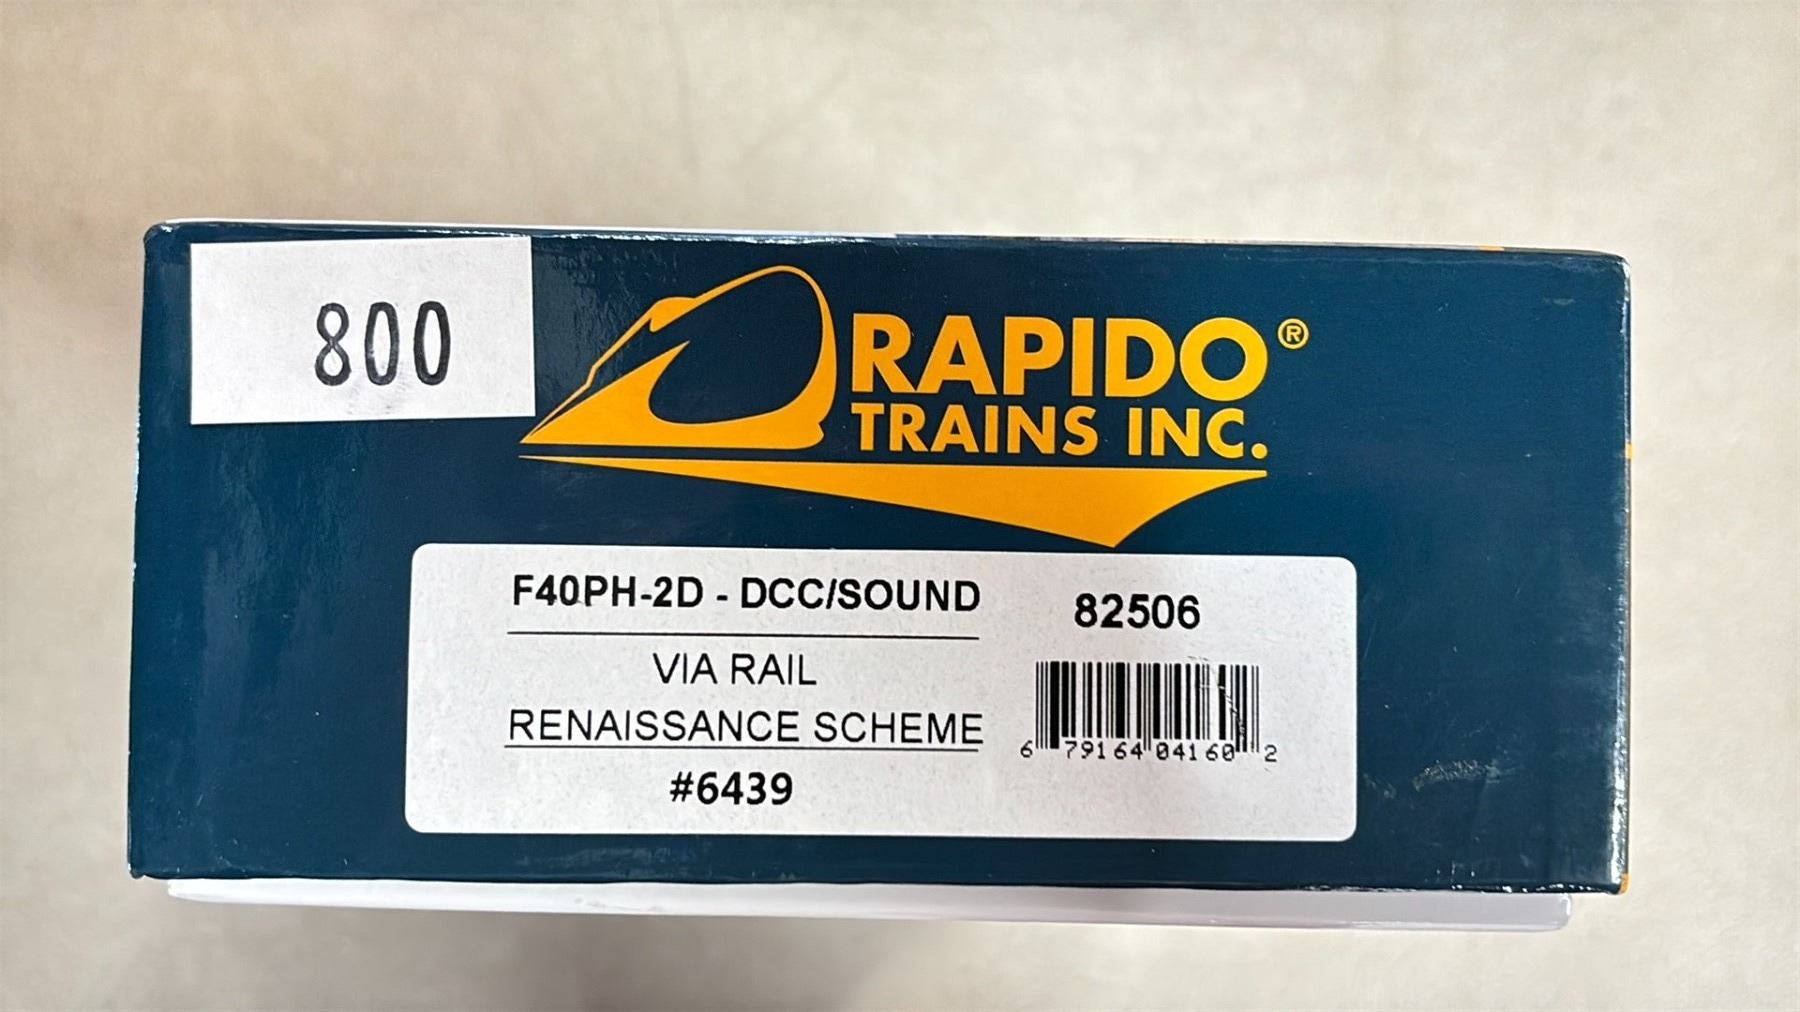 800
RAPIDO®
TRAINS INC.
F40PH-2D - DCC/SOUND
82506
VIA RAIL
RENAISSANCE SCHEME
#6439
6 79164 04160 2